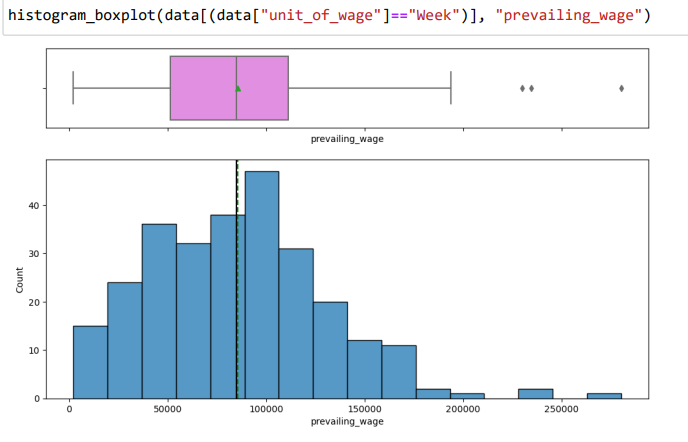 histogram_boxplot(data[(data["unit_of_wage"]=="Week")], "prevailing_wage")
prevailing_wage
40
30
20
10
0
Count
0 50000 100000 150000 200000 250000
prevailing_wage